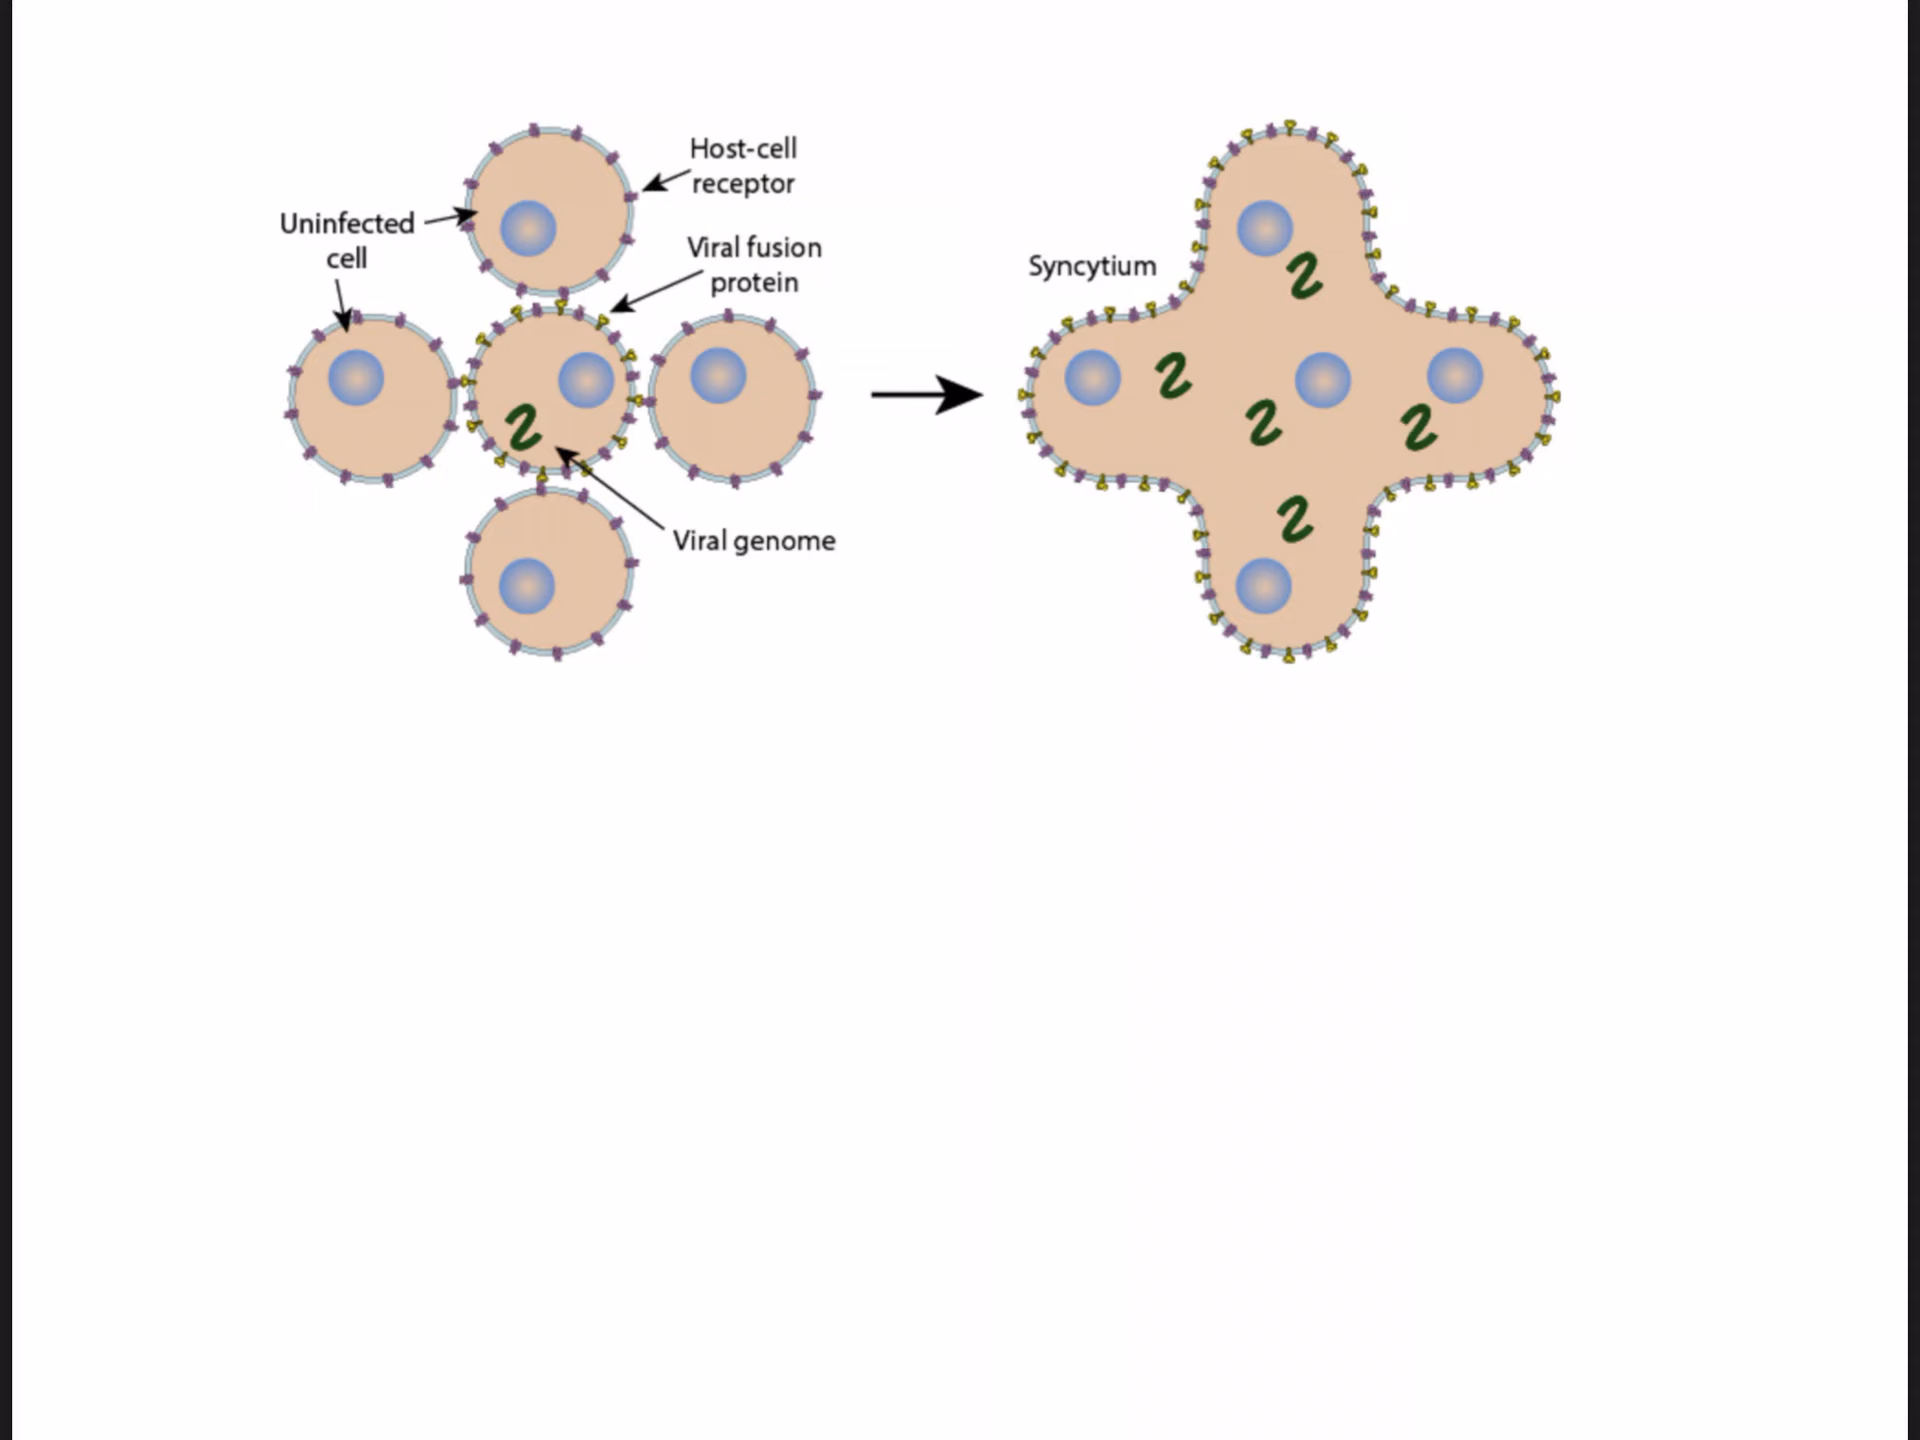 Host-cell
receptor
Uninfected
cell
Viral fusion
protein
Viral genome
Syncytium